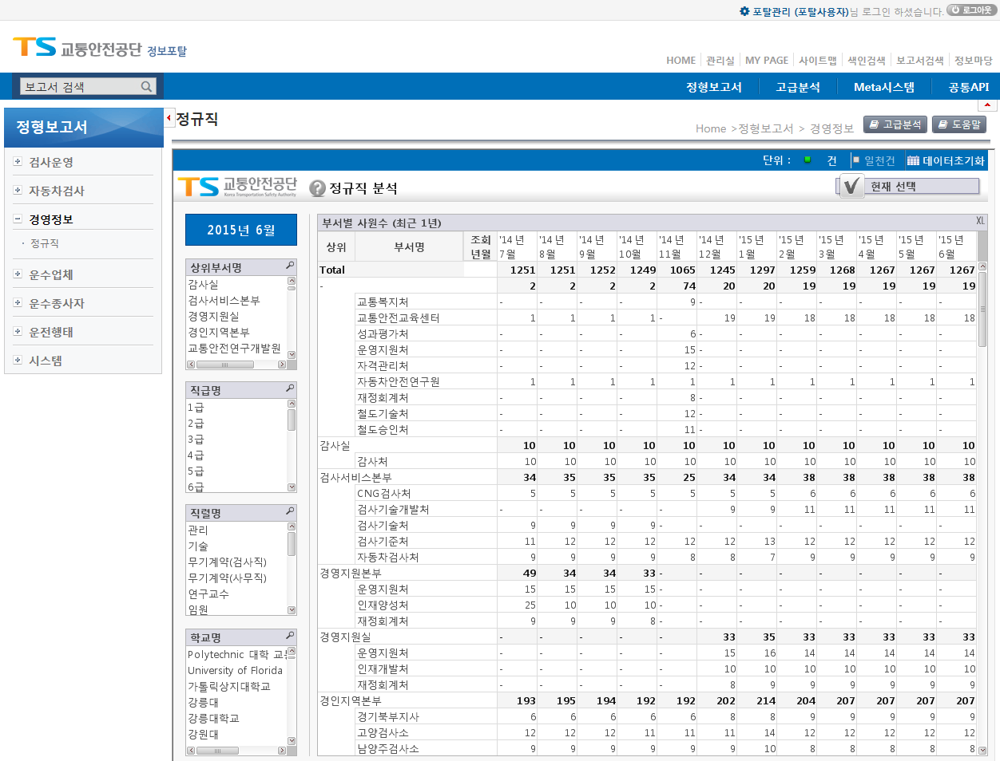 포탈관리 (포탈사용자)님 로그인 하셨습니다. 로그아웃
TS 교통안전공단 정보포탈
HOME 관리실 MY PAGE 사이트맵 색인검색 보고서검색 정보마당
보고서 검색 정형보고서 고급분석 Meta시스템 공통API
정형보고서
검사운영
자동차검사
경영정보
· 정규직
운수업체
운수종사자
운전행태
시스템
정규직
Home >정형보고서 > 경영정보 고급분석 도움말
단위 : 건 일천건 데이터초기화
TS 교통안전공단 Korea Transportation Safety Authority ? 정규직 분석 현재 선택
2015년 6월
상위부서명
감사실
검사서비스본부
경영지원실
경인지역본부
교통안전연구개발원
직급명
1급
2급
3급
4급
5급
6급
직렬명
관리
기술
무기계약(검사직)
무기계약(사무직)
연구교수
임원
학교명
Polytechnic 대학 교
University of Florida
가톨릭상지대학교
강릉대
강릉대학교
강원대
부서별 사원수 (최근 1년) XL
상위 부서명 조회년월 '14 년 7월 '14 년 8월 '14 년 9월 '14 년 10월 '14 년 11월 '14 년 12월 '15 년 1월 '15 년 2월 '15 년 3월 '15 년 4월 '15 년 5월 '15 년 6월
Total 1251 1251 1252 1249 1065 1245 1297 1259 1268 1267 1267 1267
- 2 2 2 2 74 20 20 19 19 19 19 19
교통복지처 - - - - 9 - - - - - - -
교통안전교육센터 1 1 1 1 - 19 19 18 18 18 18 18
성과평가처 - - - - 6 - - - - - - -
운영지원처 - - - - 15 - - - - - - -
자격관리처 - - - - 12 - - - - - - -
자동차안전연구원 1 1 1 1 1 1 1 1 1 1 1 1
재정회계처 - - - - 8 - - - - - - -
철도기술처 - - - - 12 - - - - - - -
철도승인처 - - - - 11 - - - - - - -
감사실 10 10 10 10 10 10 10 10 10 10 10 10
감사처 10 10 10 10 10 10 10 10 10 10 10 10
검사서비스본부 34 35 35 35 25 34 34 38 38 38 38 38
CNG검사처 5 5 5 5 5 5 5 6 6 6 6 6
검사기술개발처 - - - - - 9 9 11 11 11 11 11
검사기술처 9 9 9 9 - - - - - - - -
검사기준처 11 12 12 12 12 12 13 12 12 12 12 12
자동차검사처 9 9 9 9 8 8 7 9 9 9 9 9
경영지원본부 49 34 34 33 - - - - - - - -
운영지원처 15 15 15 15 - - - - - - - -
인재양성처 25 10 10 10 - - - - - - - -
재정회계처 9 9 9 8 - - - - - - - -
경영지원실 - - - - - 33 35 33 33 33 33 33
운영지원처 - - - - - 15 16 14 14 14 14 14
인재개발처 - - - - - 10 10 10 10 10 10 10
재정회계처 - - - - - 8 9 9 9 9 9 9
경인지역본부 193 195 194 192 192 202 214 204 207 207 207 207
경기북부지사 6 6 6 6 6 8 8 9 9 9 9 9
고양검사소 12 12 12 11 11 11 14 12 12 12 12 12
남양주검사소 9 9 9 9 9 9 10 8 8 8 8 8